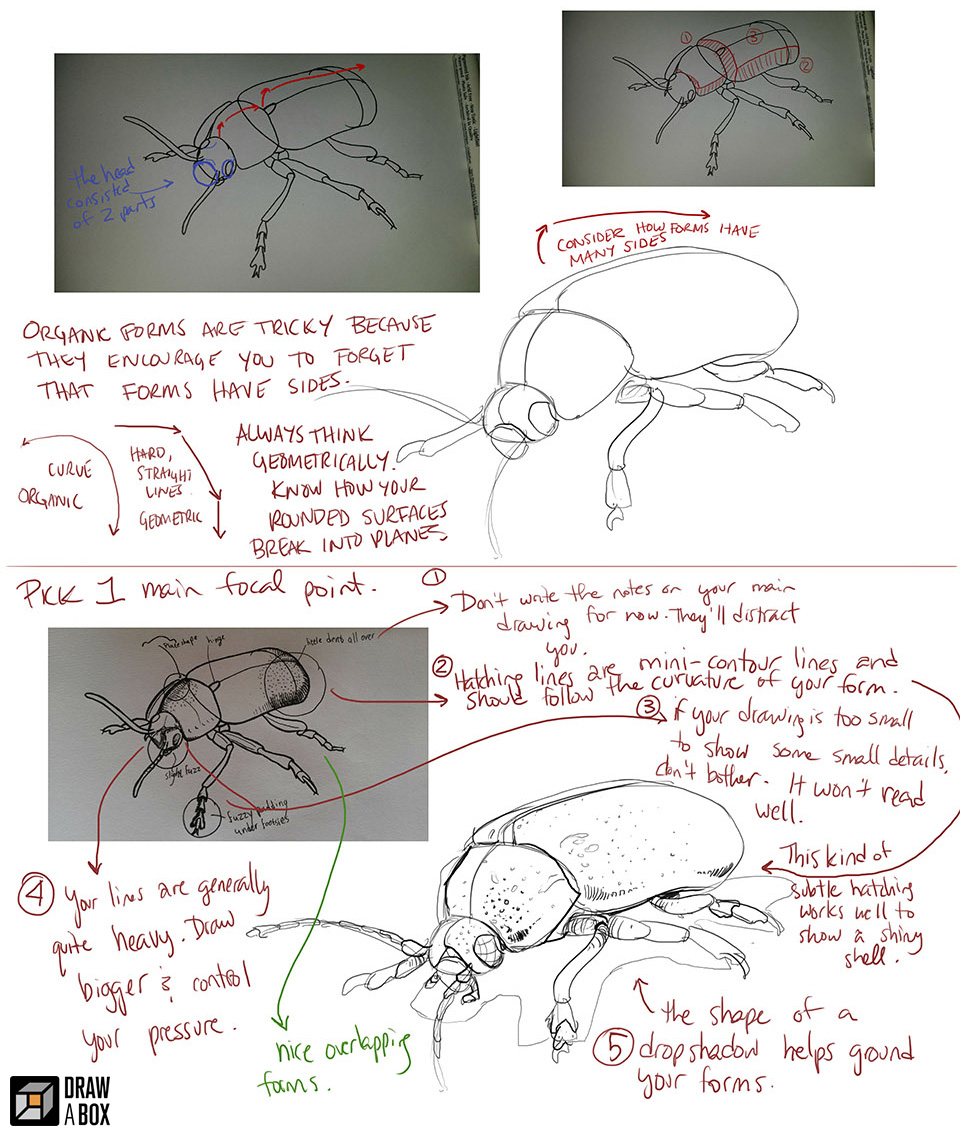 the head
consisted
of 2 parts
①
③
②
CONSIDER HOW FORMS HAVE
MANY SIDES
ORGANIC FORMS ARE TRICKY BECAUSE
THEY ENCOURAGE YOU TO FORGET
THAT FORMS HAVE SIDES.
CURVE
ORGANIC
HARD,
STRAIGHT
LINES.
GEOMETRIC
ALWAYS THINK
GEOMETRICALLY.
KNOW HOW YOUR
ROUNDED SURFACES
BREAK INTO PLANES.
PICK 1 main focal point.
①
Don't write the notes on your main
drawing for now. They'll distract
you.
② Hatching lines are mini-contour lines and
should follow the curvature of your form.
③ if your drawing is too small
to show some small details,
don't bother. It won't read
well.
hinge
little dents all over
slight fuzz
fuzzy padding
under footsies
This kind of
subtle hatching
works well to
show a shiny
shell.
④ Your lines are generally
quite heavy. Draw
bigger & control
your pressure.
nice overlapping
forms.
⑤ the shape of a
dropshadow helps ground
your forms.
DRAW
A BOX